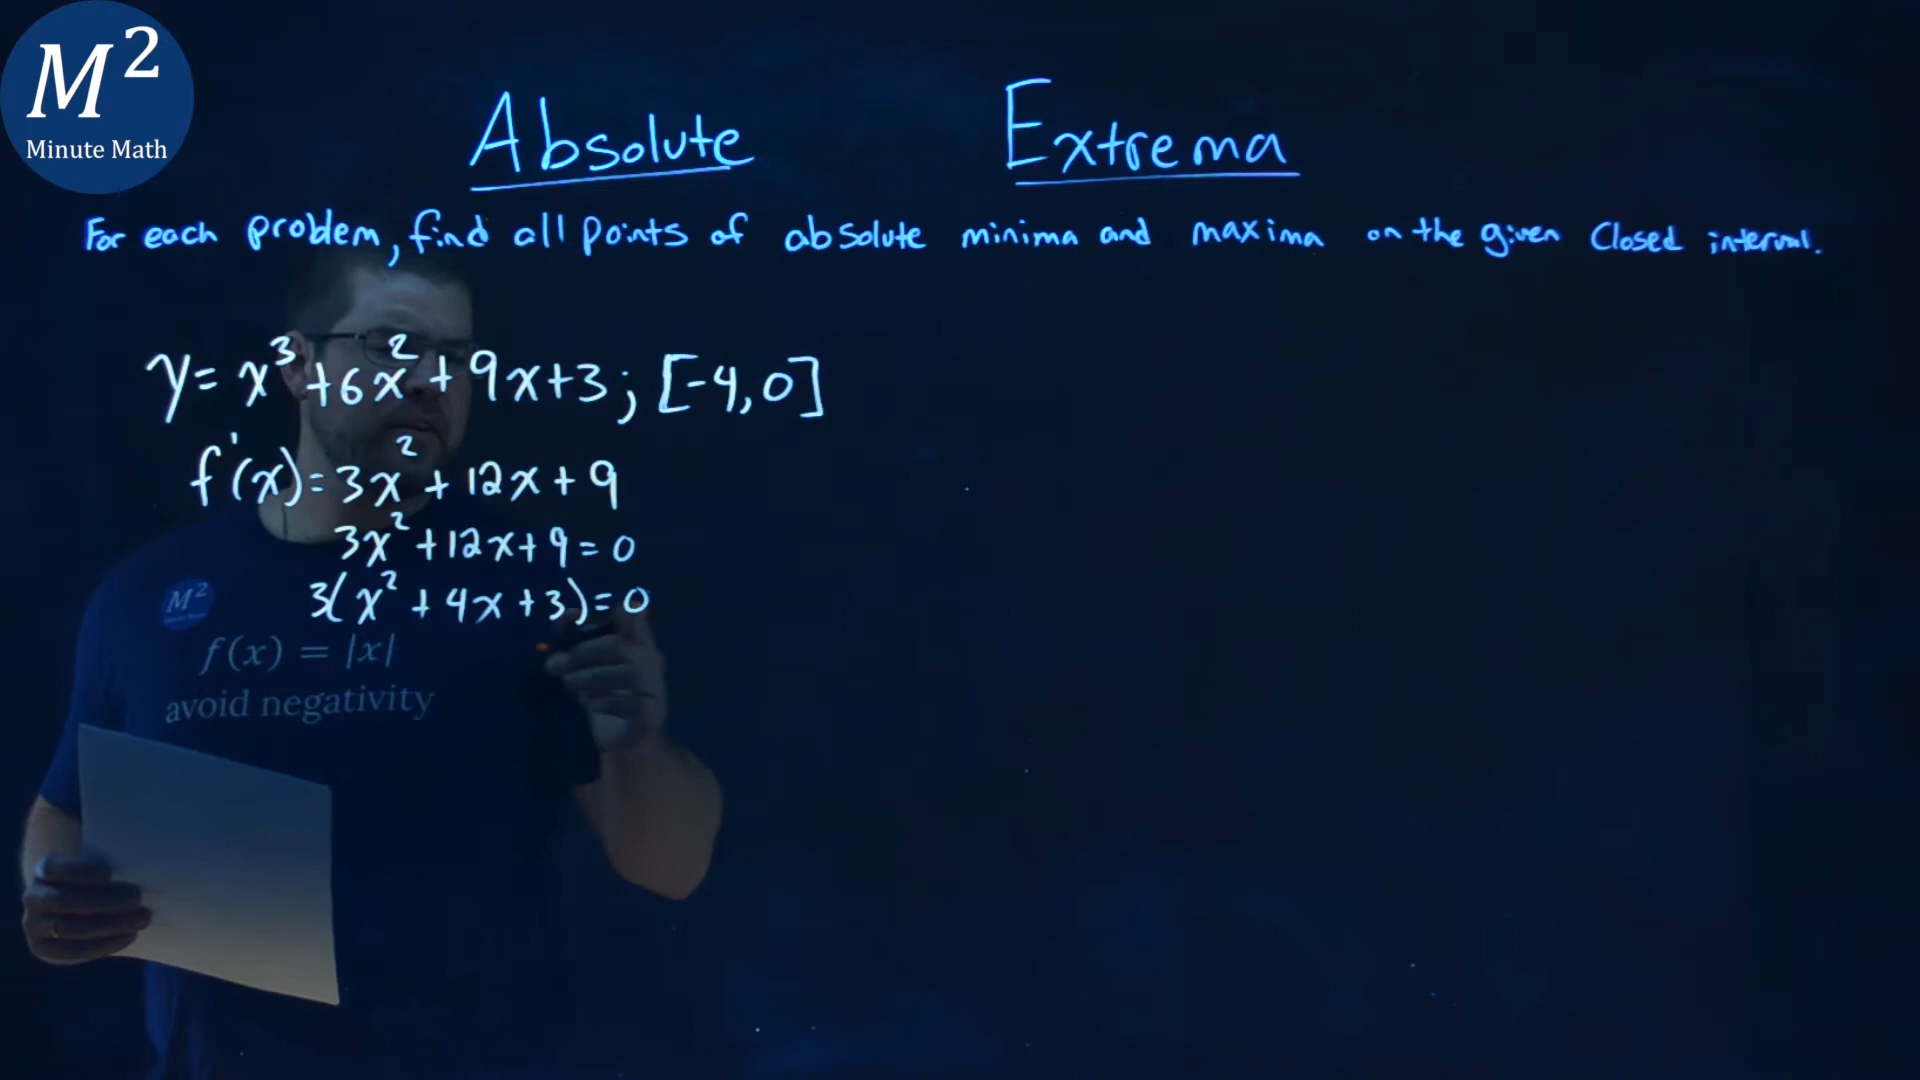 M²
Minute Math
Absolute Extrema
For each problem, find all points of absolute minima and maxima on the given closed interval.
y = x³ + 6x² + 9x + 3 ; [-4, 0]
f'(x) = 3x² + 12x + 9
3x² + 12x + 9 = 0
3(x² + 4x + 3) = 0
M²
f(x) = |x|
avoid negativity